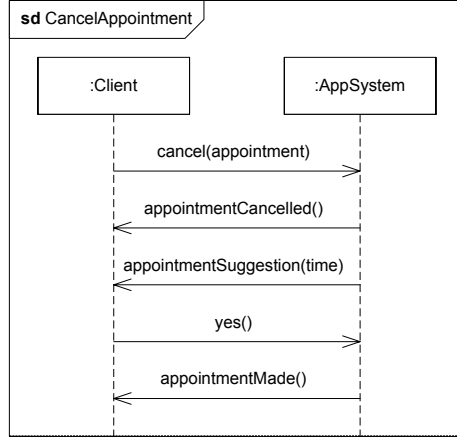 sd CancelAppointment
:Client
:AppSystem
cancel(appointment)
appointmentCancelled()
appointmentSuggestion(time)
yes()
appointmentMade()